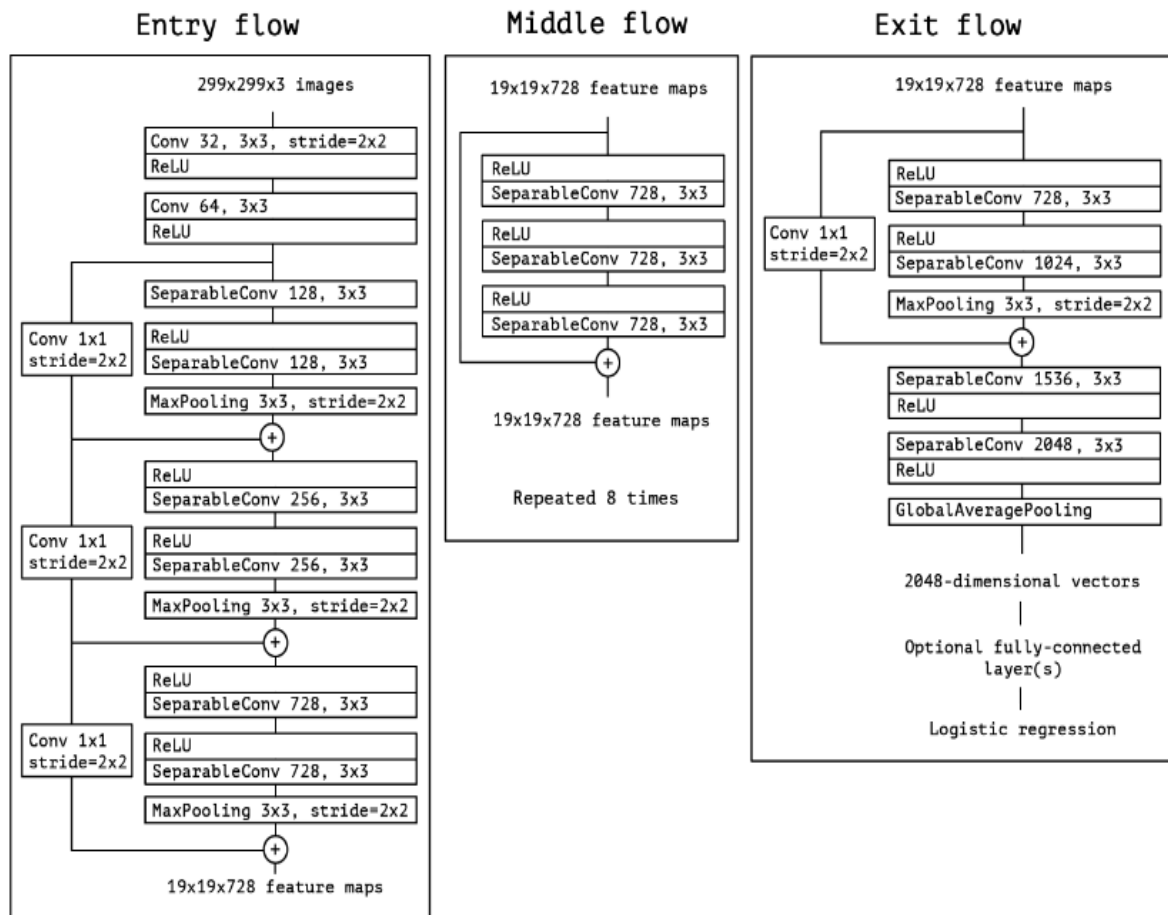 Entry flow
299x299x3 images
Conv 32, 3x3, stride=2x2
ReLU
Conv 64, 3x3
ReLU
SeparableConv 128, 3x3
Conv 1x1
stride=2x2
ReLU
SeparableConv 128, 3x3
MaxPooling 3x3, stride=2x2
+
ReLU
SeparableConv 256, 3x3
Conv 1x1
stride=2x2
ReLU
SeparableConv 256, 3x3
MaxPooling 3x3, stride=2x2
+
ReLU
SeparableConv 728, 3x3
Conv 1x1
stride=2x2
ReLU
SeparableConv 728, 3x3
MaxPooling 3x3, stride=2x2
+
19x19x728 feature maps
Middle flow
19x19x728 feature maps
ReLU
SeparableConv 728, 3x3
ReLU
SeparableConv 728, 3x3
ReLU
SeparableConv 728, 3x3
+
19x19x728 feature maps
Repeated 8 times
Exit flow
19x19x728 feature maps
ReLU
SeparableConv 728, 3x3
Conv 1x1
stride=2x2
ReLU
SeparableConv 1024, 3x3
MaxPooling 3x3, stride=2x2
+
SeparableConv 1536, 3x3
ReLU
SeparableConv 2048, 3x3
ReLU
GlobalAveragePooling
2048-dimensional vectors
Optional fully-connected
layer(s)
Logistic regression